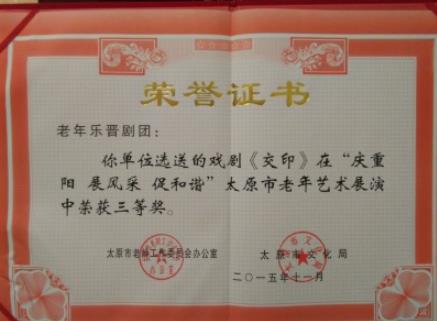 荣誉证书
老年乐晋剧团：
你单位选送的戏剧《交印》在“庆重
阳 展风采 促和谐”太原市老年艺术展演
中荣获三等奖。
太原市老龄工作委员会办公室 太原市文化局
二〇一五年十一月